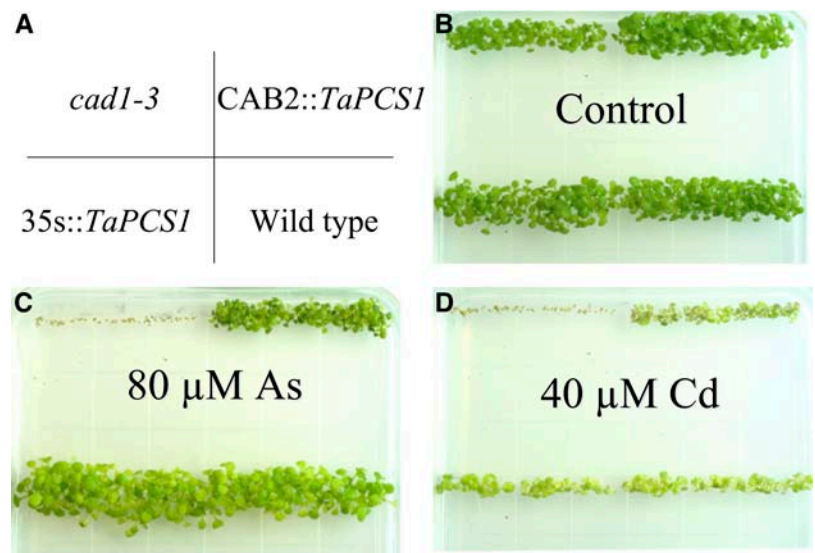 A
cad1-3
CAB2::TaPCS1
35s::TaPCS1
Wild type
B
Control
C
80 µM As
D
40 µM Cd